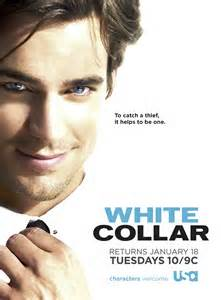 To catch a thief,
it helps to be one.
WHITE
COLLAR
RETURNS JANUARY 18
TUESDAYS 10/9C
characters welcome. USA